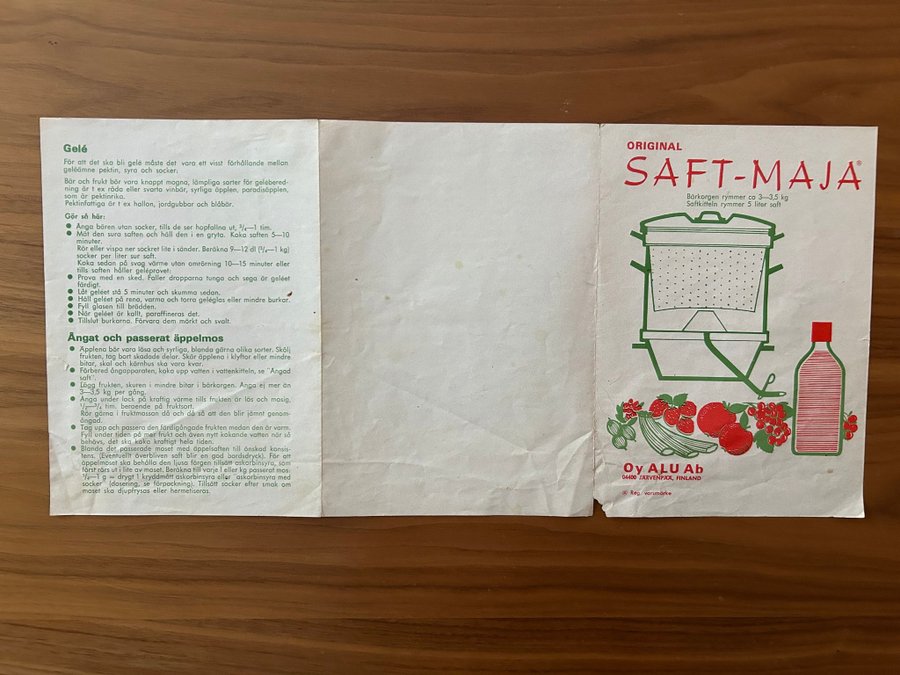 Gelé
För att det ska bli gelé måste det vara ett visst förhållande mellan
geléämne pektin, syra och socker.
Bär och frukt bör vara knappt mogna, lämpliga sorter för gelébered-
ning är t ex röda eller svarta vinbär, syrliga äpplen, paradisäpplen,
som är pektinrika.
Pektinfattiga är t ex hallon, jordgubbar och blåbär.
Gör så här:
● Ånga bären utan socker, tills de ser hopfallna ut, ³/₄—1 tim.
● Mät den sura saften och häll den i en gryta. Koka saften 5—10
minuter.
Rör eller vispa ner sockret lite i sänder. Beräkna 9—12 dl (³/₄—1 kg)
socker per liter sur saft.
Koka sedan på svag värme utan omrörning 10—15 minuter eller
tills saften håller geléprovet:
● Prova med en sked. Faller dropparna tunga och sega är geléet
färdigt.
● Låt geléet stå 5 minuter och skumma sedan.
● Häll geléet på rena, varma och torra geléglas eller mindre burkar.
● Fyll glasen till brädden.
● När geléet är kallt, paraffineras det.
● Tillslut burkarna. Förvara dem mörkt och svalt.
Ångat och passerat äppelmos
● Äpplena bör vara lösa och syrliga, blanda gärna olika sorter. Skölj
frukten, tag bort skadade delar. Skär äpplena i klyftor eller mindre
bitar, skal och kärnhus ska vara kvar.
● Förbered ångapparaten, koka upp vatten i vattenkitteln, se "Ångad
saft".
● Lägg frukten, skuren i mindre bitar i bärkorgen. Ånga ej mer än
3—3,5 kg per gång.
● Ånga under lock på kraftig värme tills frukten är lös och mosig,
tim. beroende på fruktsort.
Rör gärna i fruktmassan då och då så att den blir jämnt genom-
ångad.
● Tag upp och passera den färdigångade frukten medan den är varm.
Fyll under tiden på mer frukt och även nytt kokande vatten när så
behövs, det ska koka kraftigt hela tiden.
● Blanda det passerade moset med äppelsaften till önskad konsis-
tens. (Eventuellt överbliven saft blir en god bordsdryck). För att
äppelmoset ska behålla den ljusa färgen tillsätt askorbinsyra, som
först rörs ut i lite av moset. Beräkna till varje l eller kg passerat mos:
¹/₂—1 g = drygt 1 kryddmått askorbinsyra eller askorbinsyra med
socker (dosering, se förpackning). Tillsätt socker efter smak om
moset ska djupfrysas eller hermetiseras.
ORIGINAL
SAFT-MAJA®
Bärkorgen rymmer ca 3—3,5 kg
Saftkitteln rymmer 5 liter saft
Oy ALU Ab
04400 JÄRVENPÄÄ, FINLAND
® Reg. varumärke